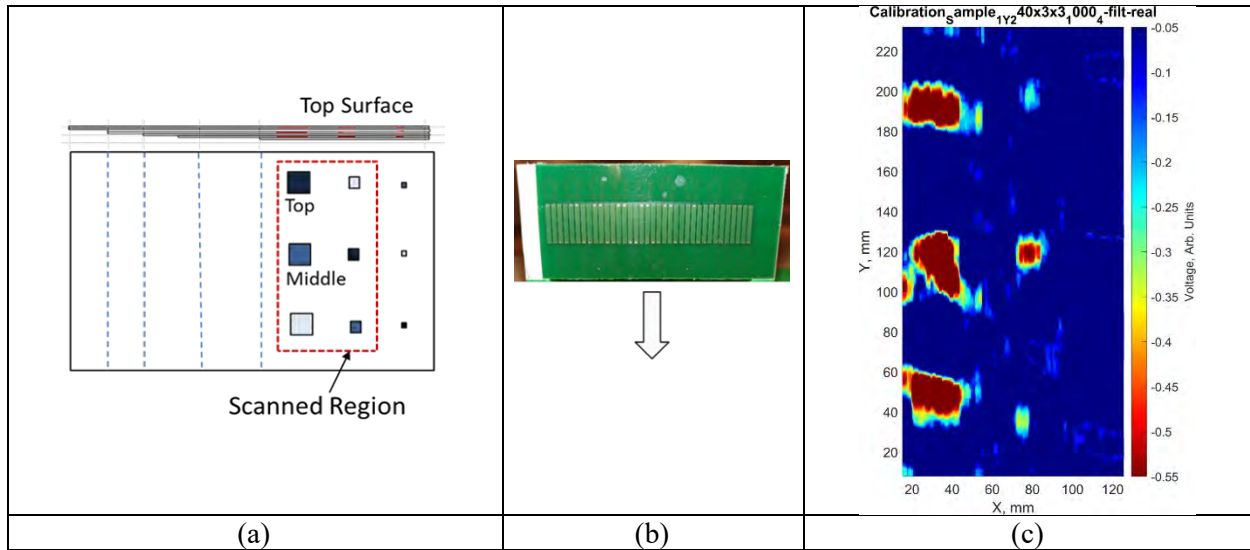 Top Surface
Top
Middle
Scanned Region
(a)
(b)
Calibration_Sample_1Y240x3x3_1000_4-filt-real
220
200
180
160
140
130
120
100
80
60
40
20
Y, mm
20 40 60 80 100 120
X, mm
-0.05
-0.1
-0.15
-0.2
-0.25
-0.3
-0.35
-0.4
-0.45
-0.5
-0.55
Voltage, Arb. Units
(c)